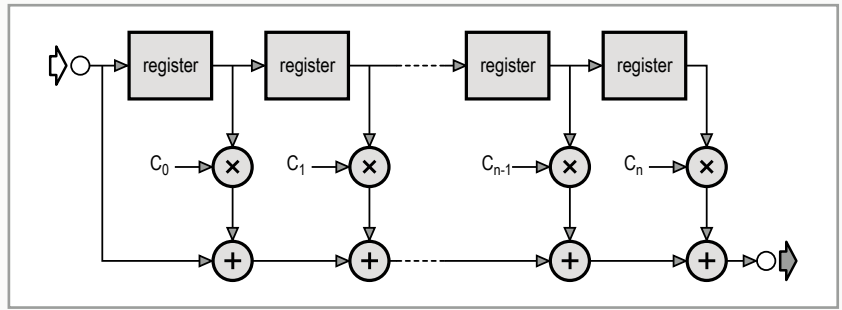 register register register register
C0 × C1 × Cn-1 × Cn ×
+ + + +